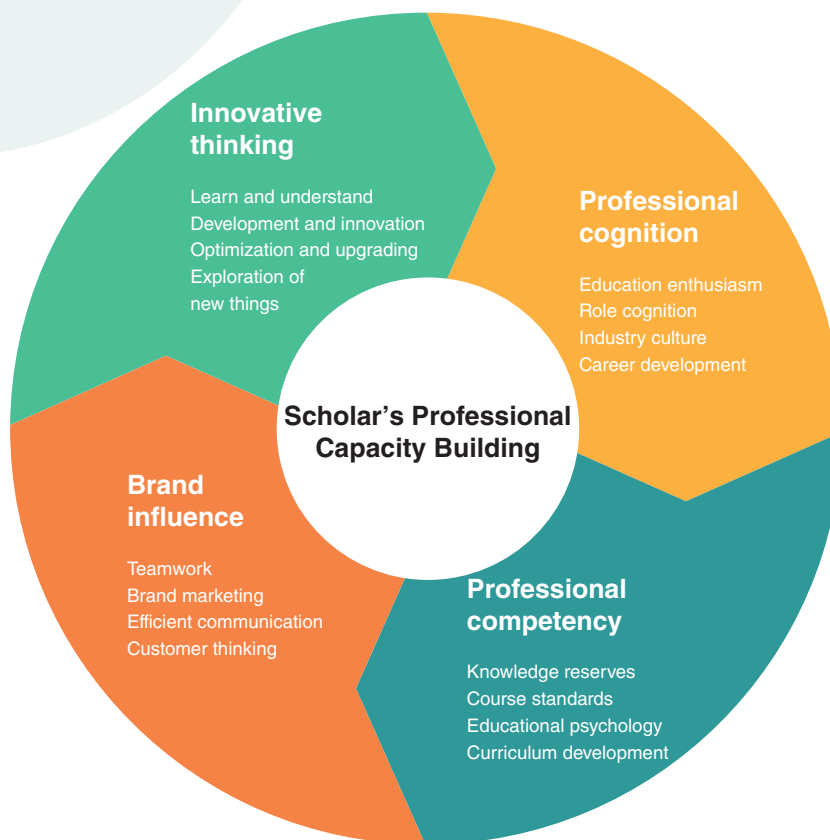 Innovative
thinking
Learn and understand
Development and innovation
Optimization and upgrading
Exploration of
new things
Professional
cognition
Education enthusiasm
Role cognition
Industry culture
Career development
Scholar’s Professional
Capacity Building
Brand
influence
Teamwork
Brand marketing
Efficient communication
Customer thinking
Professional
competency
Knowledge reserves
Course standards
Educational psychology
Curriculum development